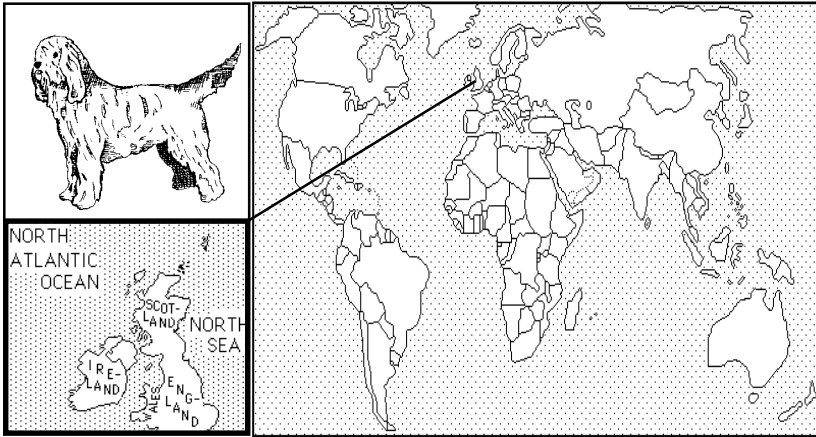 NORTH
ATLANTIC
OCEAN
SCOT-
LAND
NORTH
SEA
IRE-
LAND
WALES
ENG-
LAND